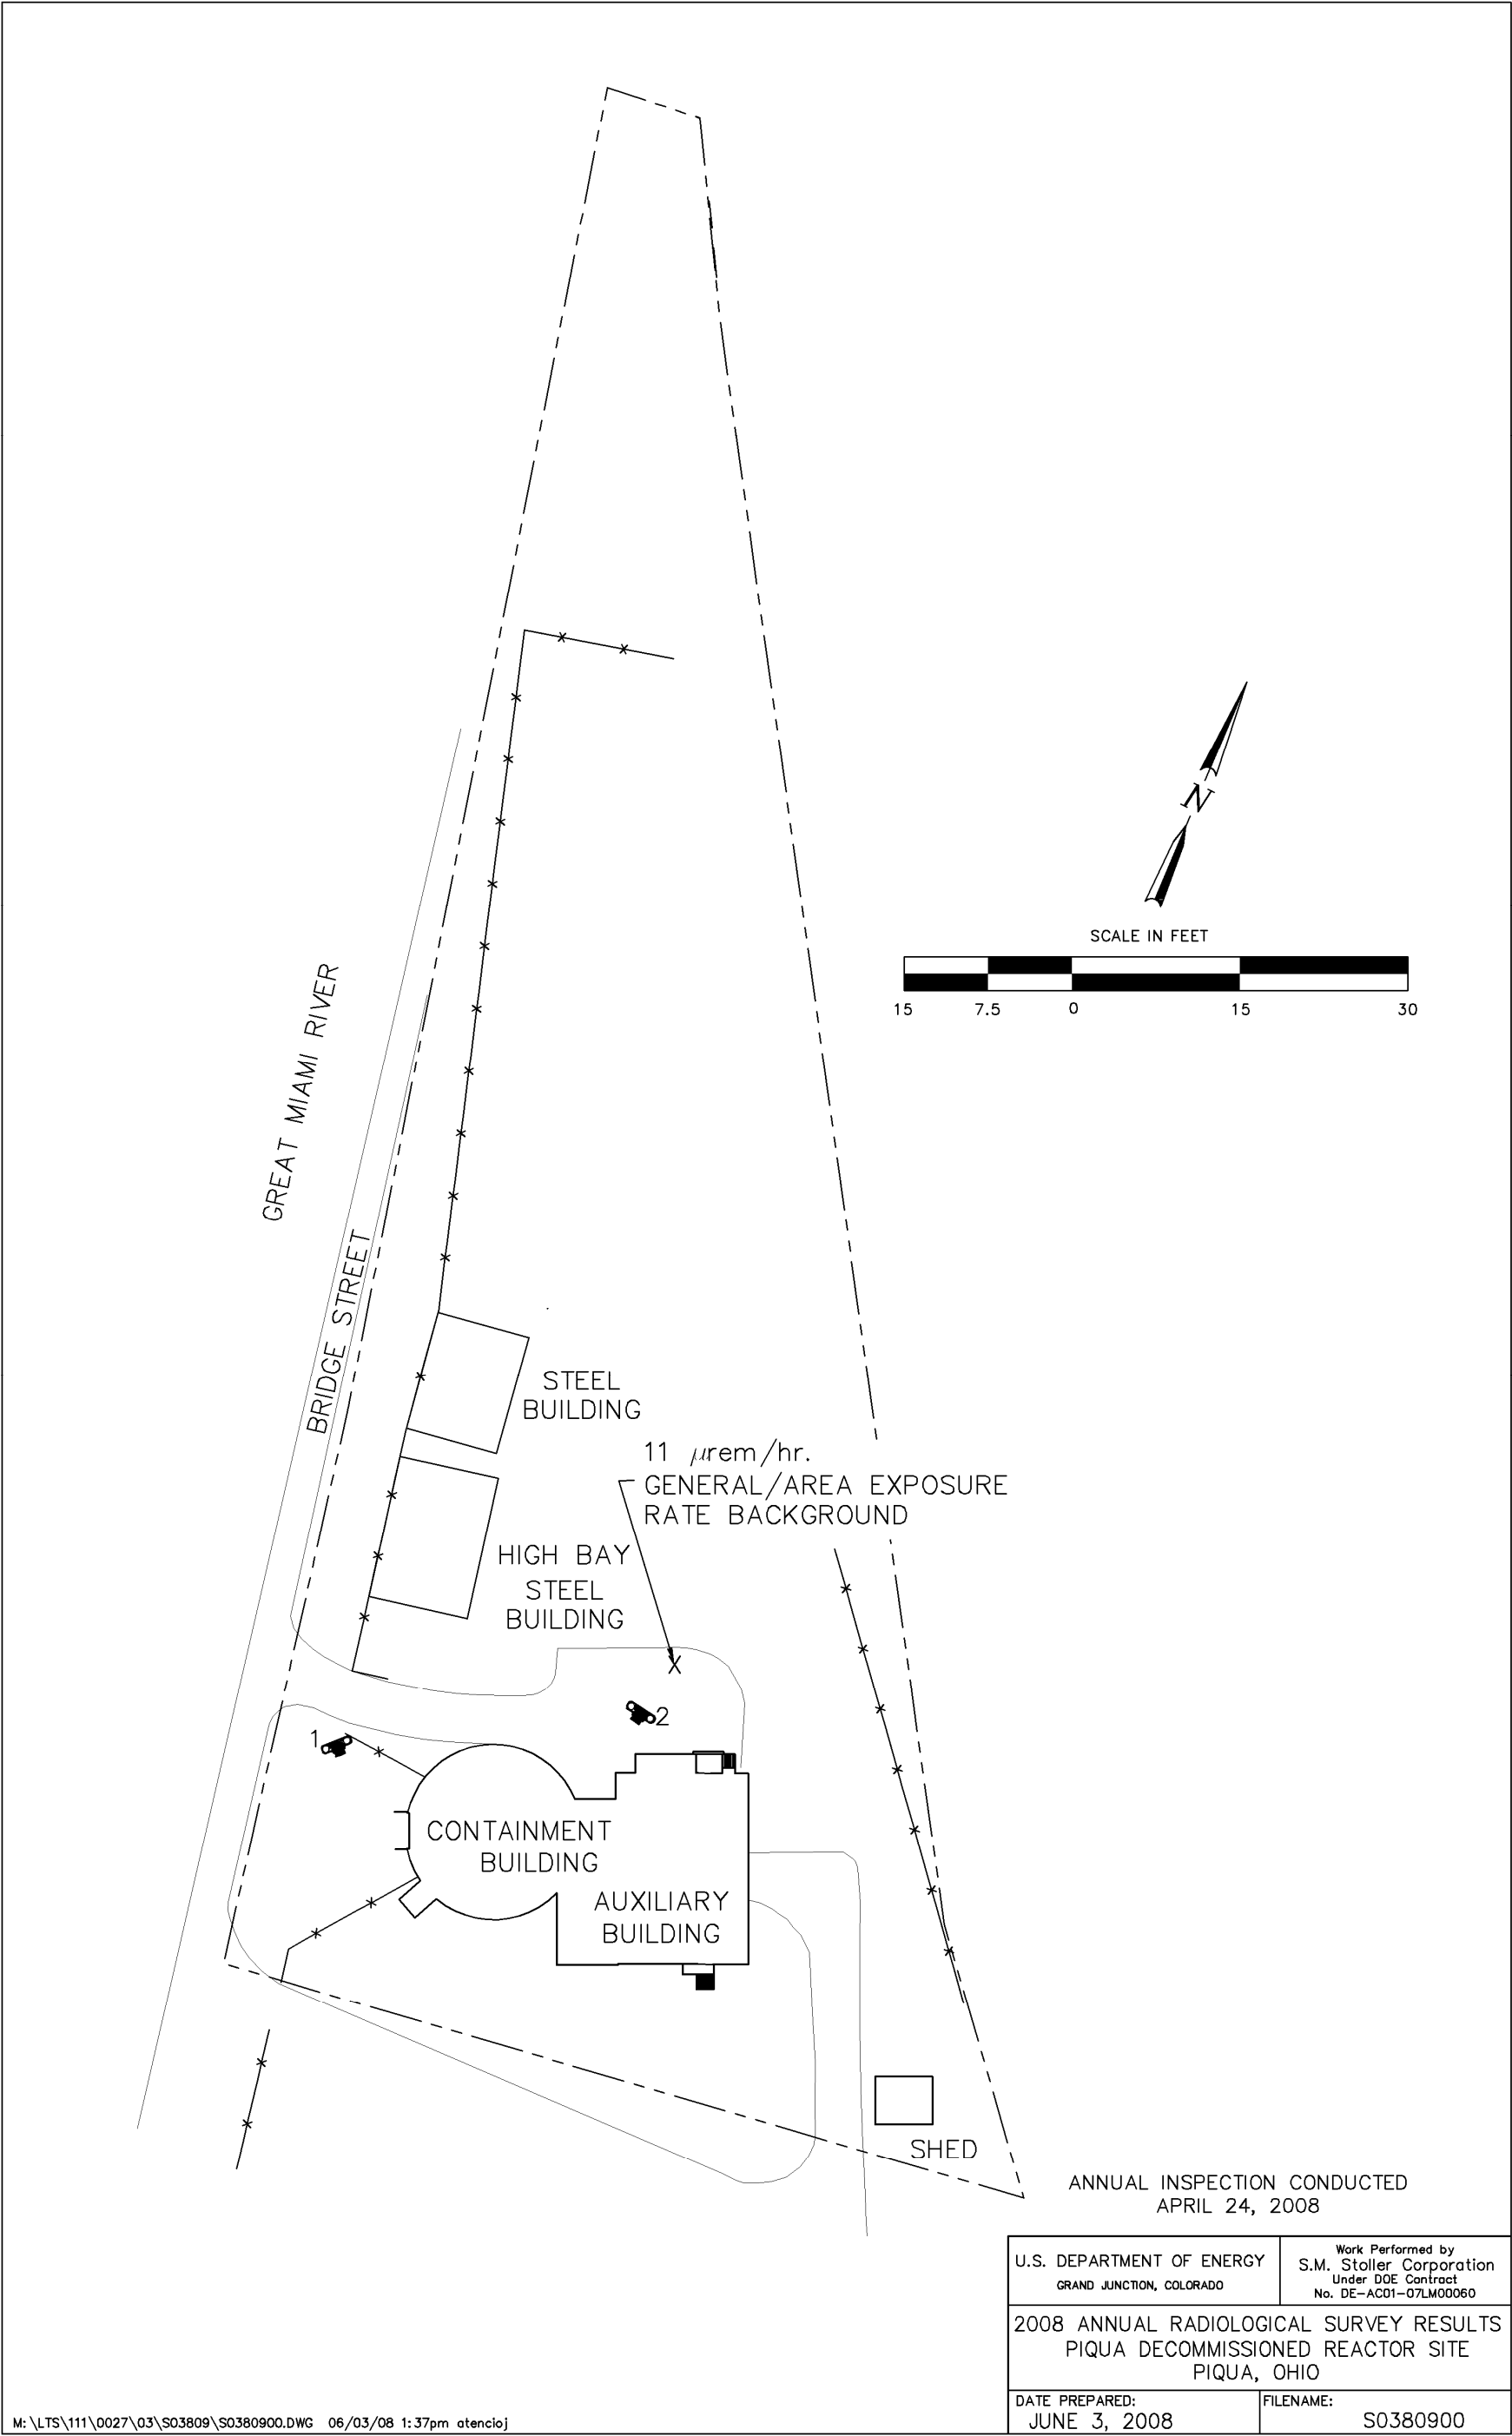 N
SCALE IN FEET
15 7.5 0 15 30
GREAT MIAMI RIVER
BRIDGE STREET
STEEL
BUILDING
11 μrem/hr.
GENERAL/AREA EXPOSURE
RATE BACKGROUND
HIGH BAY
STEEL
BUILDING
X
2
1
CONTAINMENT
BUILDING
AUXILIARY
BUILDING
SHED
ANNUAL INSPECTION CONDUCTED
APRIL 24, 2008
U.S. DEPARTMENT OF ENERGY
GRAND JUNCTION, COLORADO
Work Performed by
S.M. Stoller Corporation
Under DOE Contract
No. DE-AC01-07LM00060
2008 ANNUAL RADIOLOGICAL SURVEY RESULTS
PIQUA DECOMMISSIONED REACTOR SITE
PIQUA, OHIO
DATE PREPARED:
JUNE 3, 2008
FILENAME:
S0380900
M:\LTS\111\0027\03\S03809\S0380900.DWG 06/03/08 1:37pm atencioj